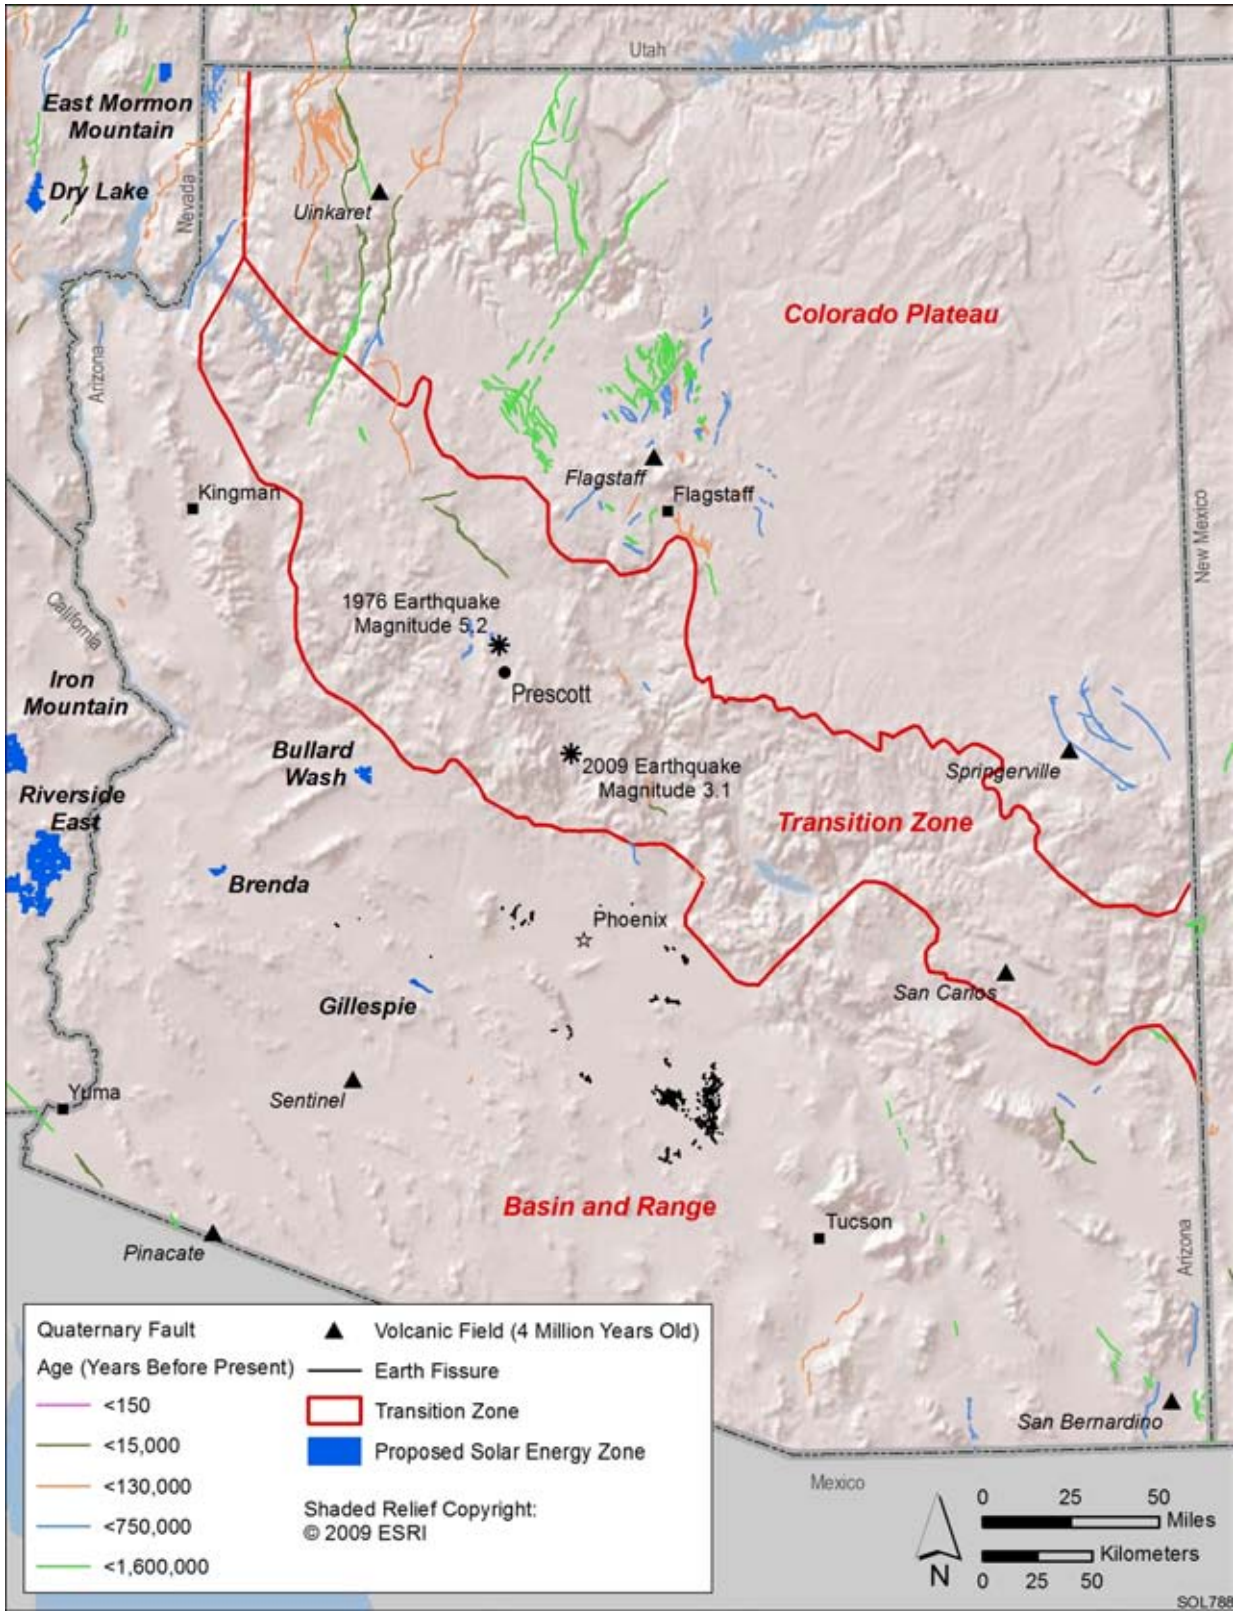 Utah
East Mormon
Mountain
Dry Lake
Nevada
Uinkaret
Colorado Plateau
Arizona
Flagstaff
Flagstaff
Kingman
New Mexico
California
1976 Earthquake
Magnitude 5.2
Prescott
Iron
Mountain
Bullard
Wash
2009 Earthquake
Magnitude 3.1
Springerville
Riverside
East
Transition Zone
Brenda
Phoenix
Gillespie
San Carlos
Sentinel
Yuma
Basin and Range
Tucson
Arizona
Pinacate
San Bernardino
Mexico
Quaternary Fault
Age (Years Before Present)
<150
<15,000
<130,000
<750,000
<1,600,000
Volcanic Field (4 Million Years Old)
Earth Fissure
Transition Zone
Proposed Solar Energy Zone
Shaded Relief Copyright:
© 2009 ESRI
N
0 25 50
Miles
Kilometers
0 25 50
SOL788